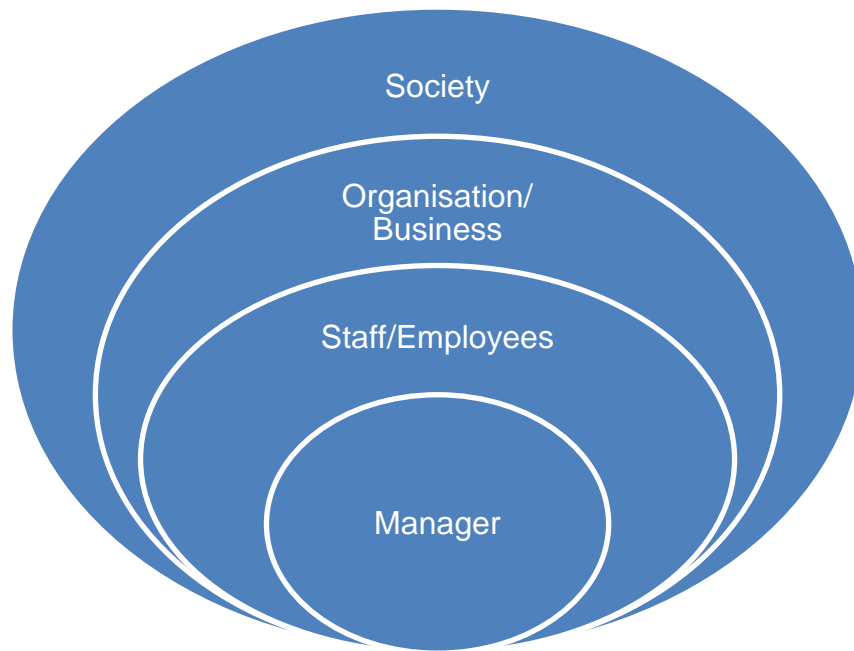 Society
Organisation/
Business
Staff/Employees
Manager